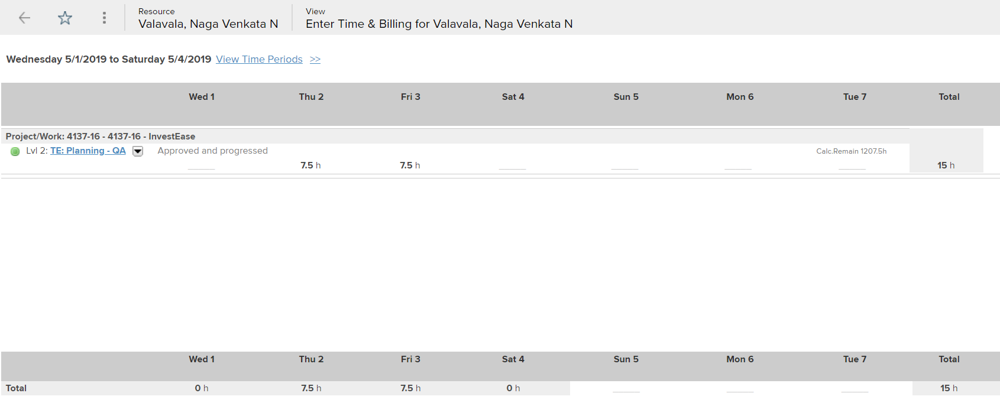 Resource
Valavala, Naga Venkata N
View
Enter Time & Billing for Valavala, Naga Venkata N
Wednesday 5/1/2019 to Saturday 5/4/2019 View Time Periods >>
Wed 1 Thu 2 Fri 3 Sat 4 Sun 5 Mon 6 Tue 7 Total
Project/Work: 4137-16 - 4137-16 - InvestEase
Lvl 2: TE: Planning - QA Approved and progressed Calc.Remain 1207.5h
7.5 h 7.5 h 15 h
Wed 1 Thu 2 Fri 3 Sat 4 Sun 5 Mon 6 Tue 7 Total
Total 0 h 7.5 h 7.5 h 0 h 15 h